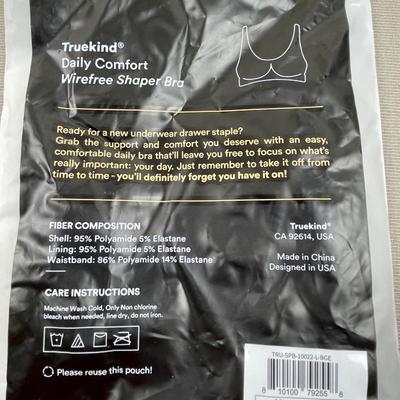 Truekind®
Daily Comfort
Wirefree Shaper Bra
Ready for a new underwear drawer staple?
Grab the support and comfort you deserve with an easy,
comfortable daily bra that'll leave you free to focus on what's
really important: your day. Just remember to take it off from
time to time - you'll definitely forget you have it on!
FIBER COMPOSITION
Shell: 95% Polyamide 5% Elastane
Lining: 95% Polyamide 5% Elastane
Waistband: 86% Polyamide 14% Elastane
Truekind®
CA 92614, USA
Made in China
Designed in USA
CARE INSTRUCTIONS
Machine Wash Cold, Only Non chlorine
bleach when needed, line dry, do not iron.
Please reuse this pouch!
TRU-SPB-10022-L-BGE
8 10100 79255 8